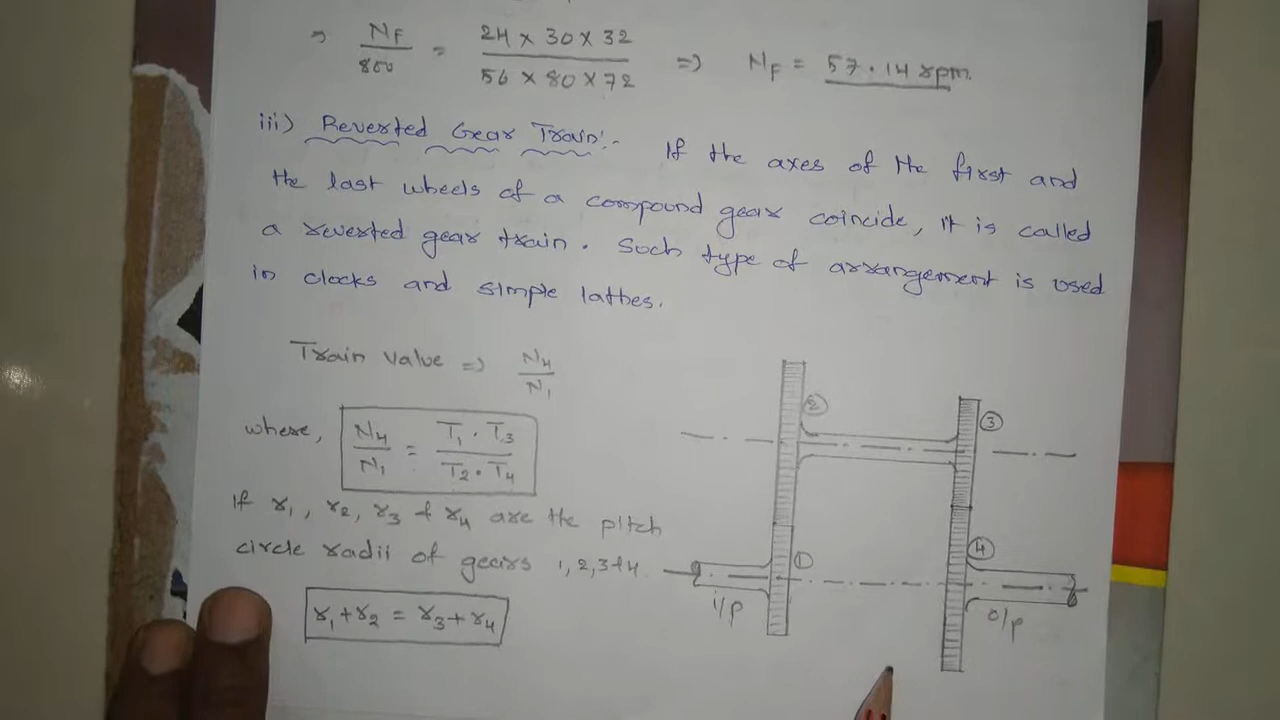 ⇒ NF/800 = 24 × 30 × 32 / 56 × 80 × 72 ⇒ NF = 57.14 rpm.
iii) Reverted Gear Train:- If the axes of the first and
the last wheels of a compound gear coincide, it is called
a reverted gear train. Such type of arrangement is used
in clocks and simple lathes.
Train value ⇒ N4/N1
where, N4/N1 = T1 . T3 / T2 . T4
If r1, r2, r3 & r4 are the pitch
circle radii of gears 1,2,3&4
r1+r2 = r3+r4
2
3
1
4
i/p
o/p